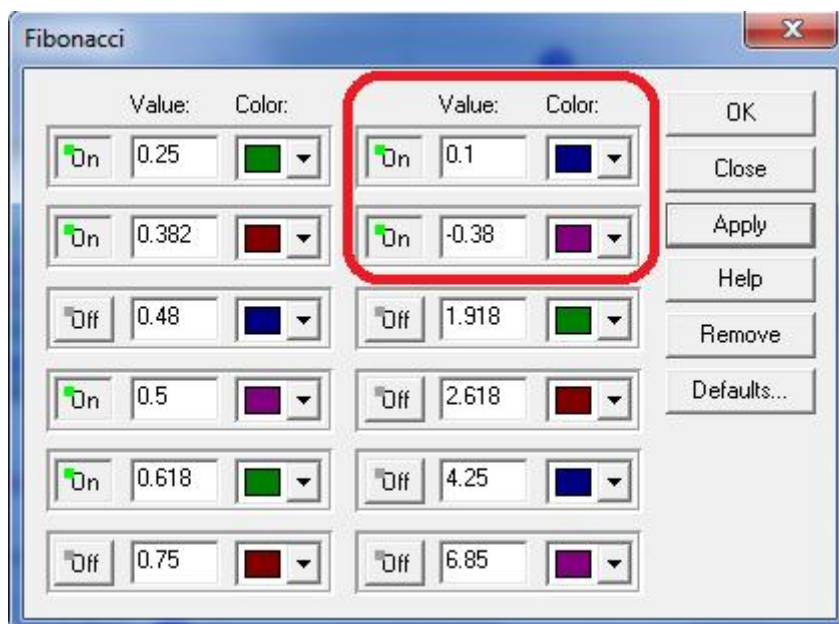 Fibonacci
Value: Color: Value: Color: OK
On 0.25 On 0.1 Close
On 0.382 On -0.38 Apply
Help
Off 0.48 Off 1.918 Remove
On 0.5 Off 2.618 Defaults...
On 0.618 Off 4.25
Off 0.75 Off 6.85